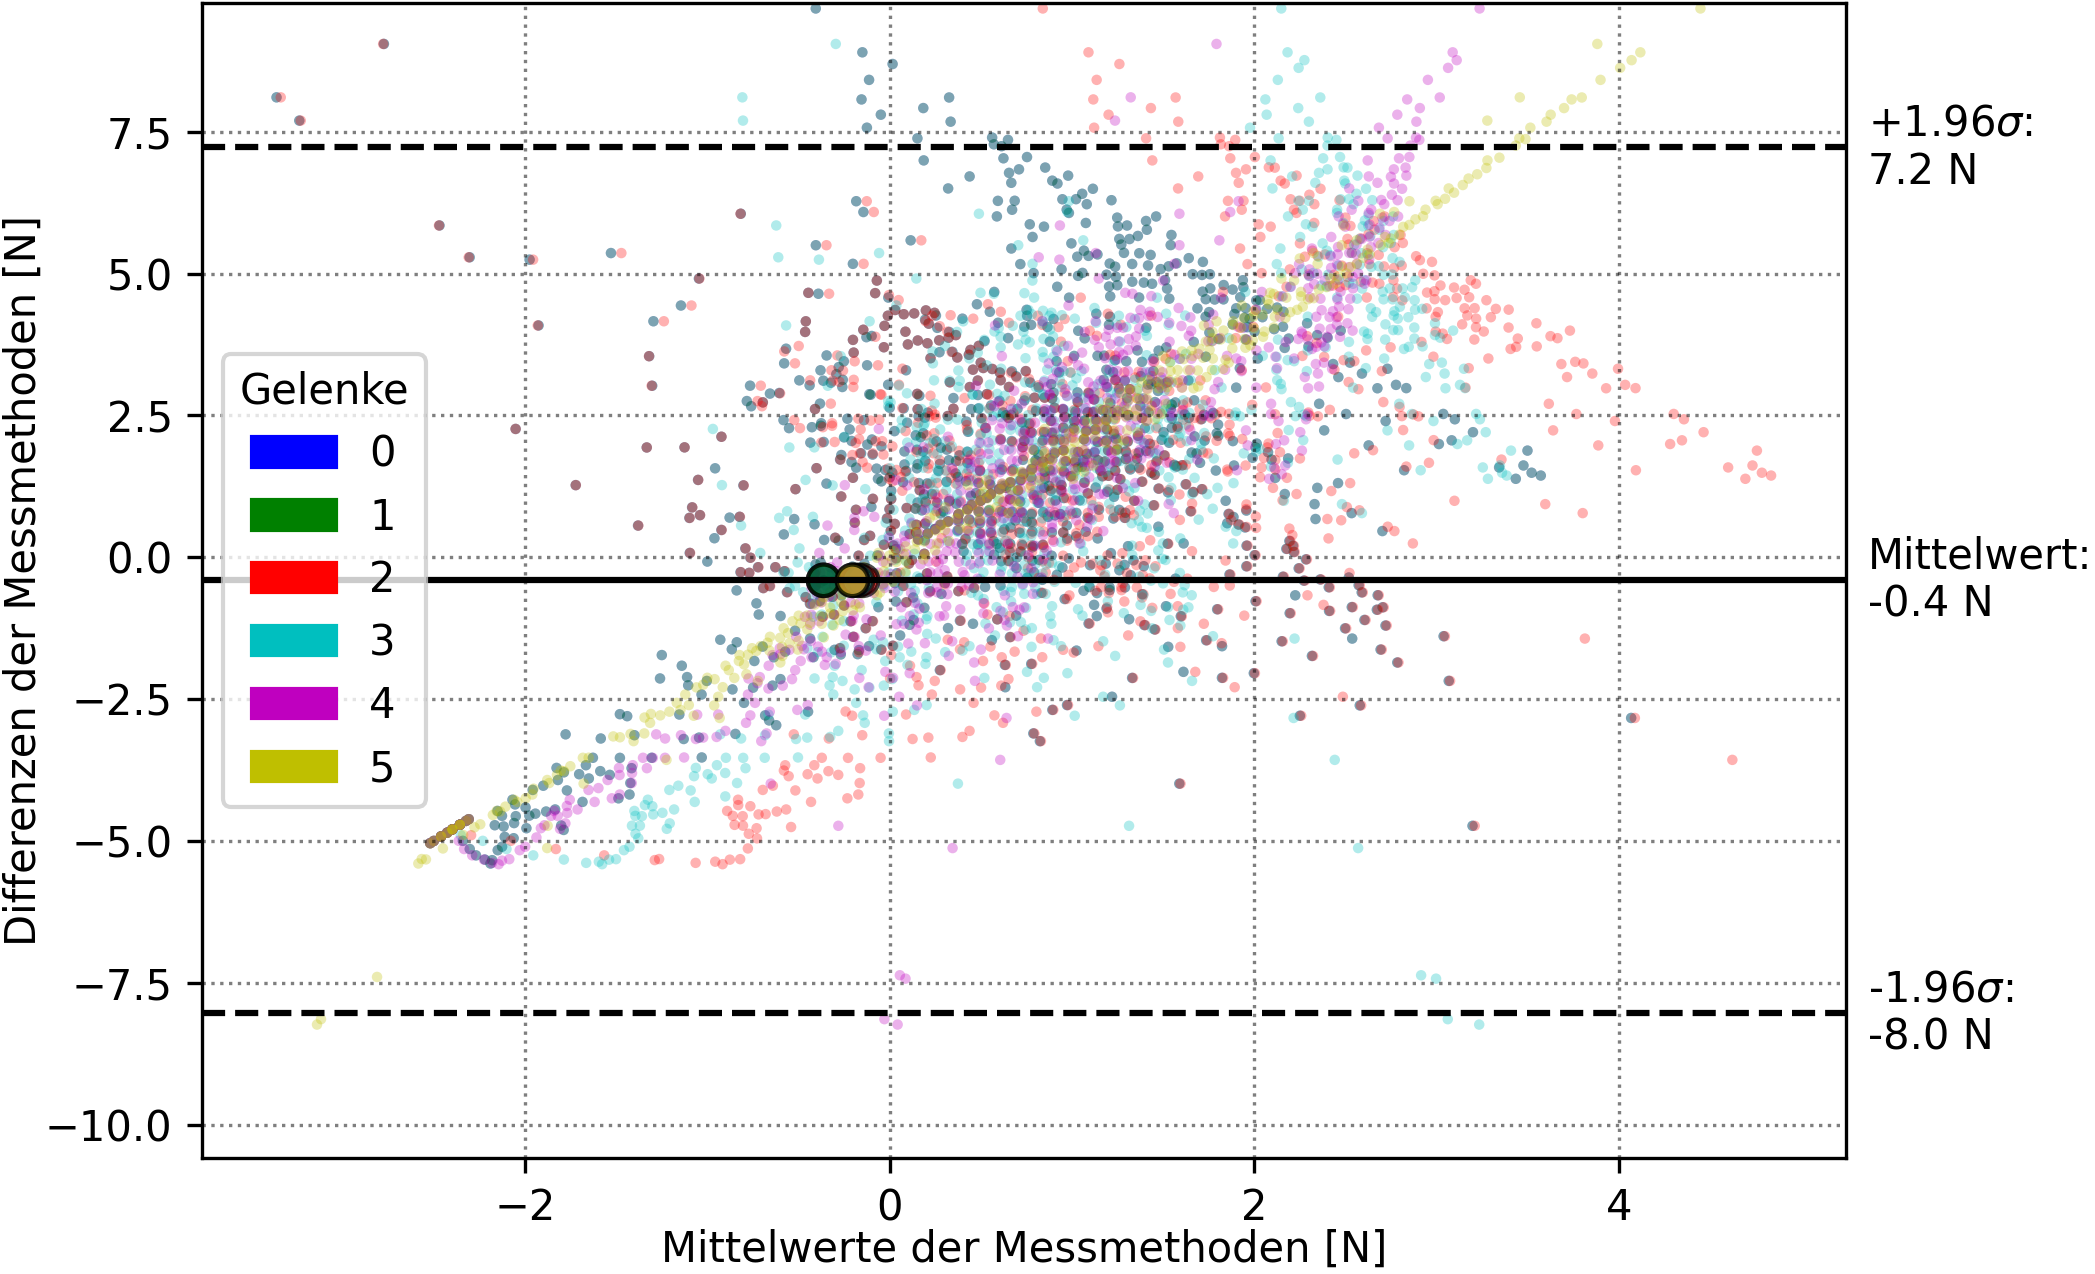 Differenzen der Messmethoden [N]
7.5
5.0
2.5
0.0
−2.5
−5.0
−7.5
−10.0
Gelenke
0
1
2
3
4
5
+1.96σ:
7.2 N
Mittelwert:
-0.4 N
-1.96σ:
-8.0 N
−2
0
2
4
Mittelwerte der Messmethoden [N]